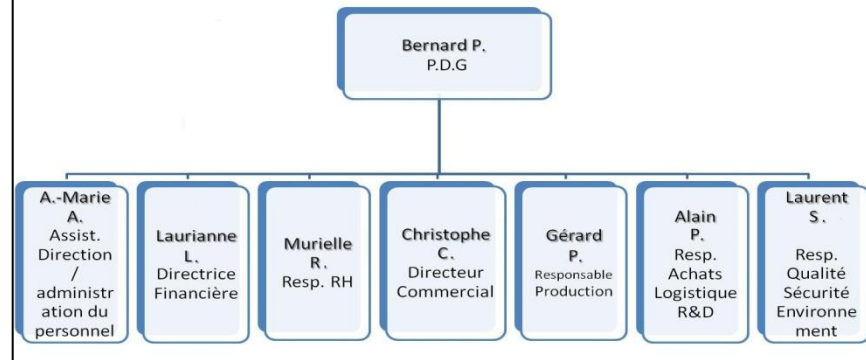 Bernard P.
P.D.G
A.-Marie
A.
Assist.
Direction
/
administr
ation du
personnel
Laurianne
L.
Directrice
Financière
Murielle
R.
Resp. RH
Christophe
C.
Directeur
Commercial
Gérard
P.
Responsable
Production
Alain
P.
Resp.
Achats
Logistique
R&D
Laurent
S.
Resp.
Qualité
Sécurité
Environne
ment